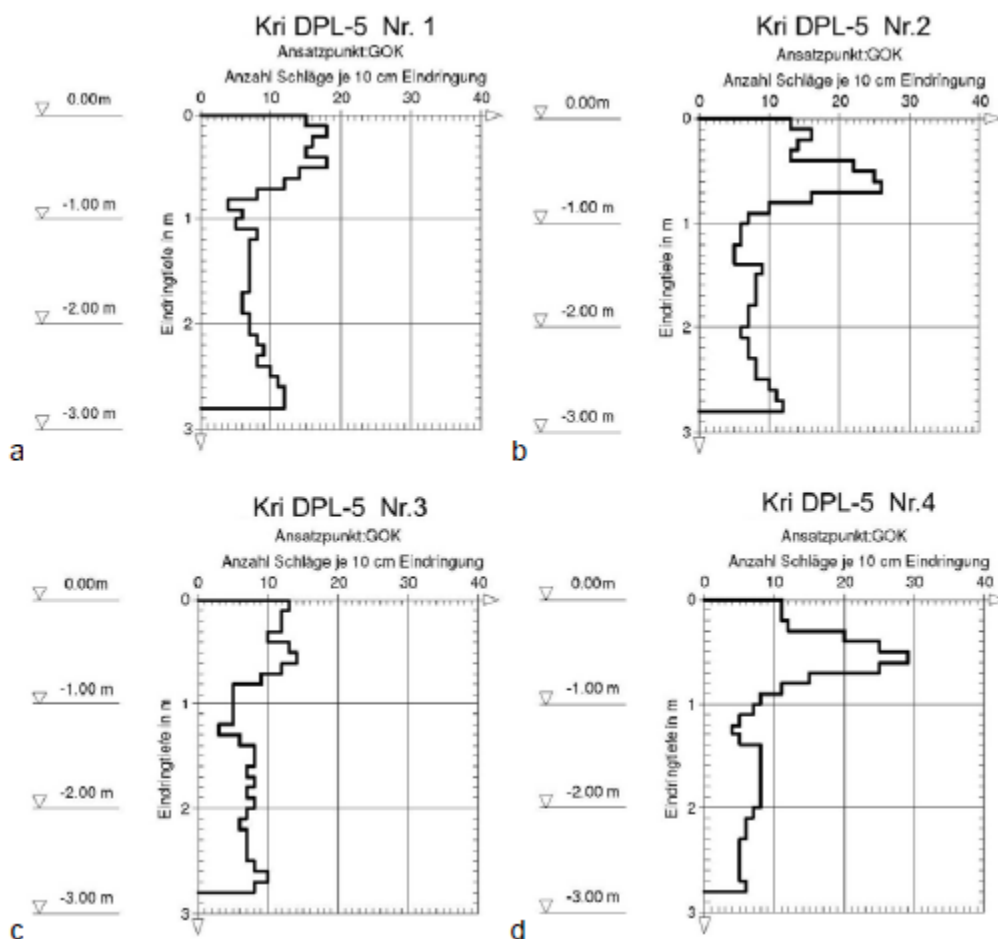 Kri DPL-5 Nr. 1
Ansatzpunkt:GOK
Anzahl Schläge je 10 cm Eindringung
0 10 20 30 40
0.00m
0
-1.00 m
1
Eindringtiefe in m
-2.00 m
2
-3.00 m
3
a
Kri DPL-5 Nr.2
Ansatzpunkt:GOK
Anzahl Schläge je 10 cm Eindringung
0 10 20 30 40
0.00m
0
-1.00 m
1
Eindringtiefe in m
-2.00 m
2
-3.00 m
3
b
Kri DPL-5 Nr.3
Ansatzpunkt:GOK
Anzahl Schläge je 10 cm Eindringung
0 10 20 30 40
0.00m
0
-1.00 m
1
Eindringtiefe in m
-2.00 m
2
-3.00 m
3
c
Kri DPL-5 Nr.4
Ansatzpunkt:GOK
Anzahl Schläge je 10 cm Eindringung
0 10 20 30 40
0.00m
0
-1.00 m
1
Eindringtiefe in m
-2.00 m
2
-3.00 m
3
d